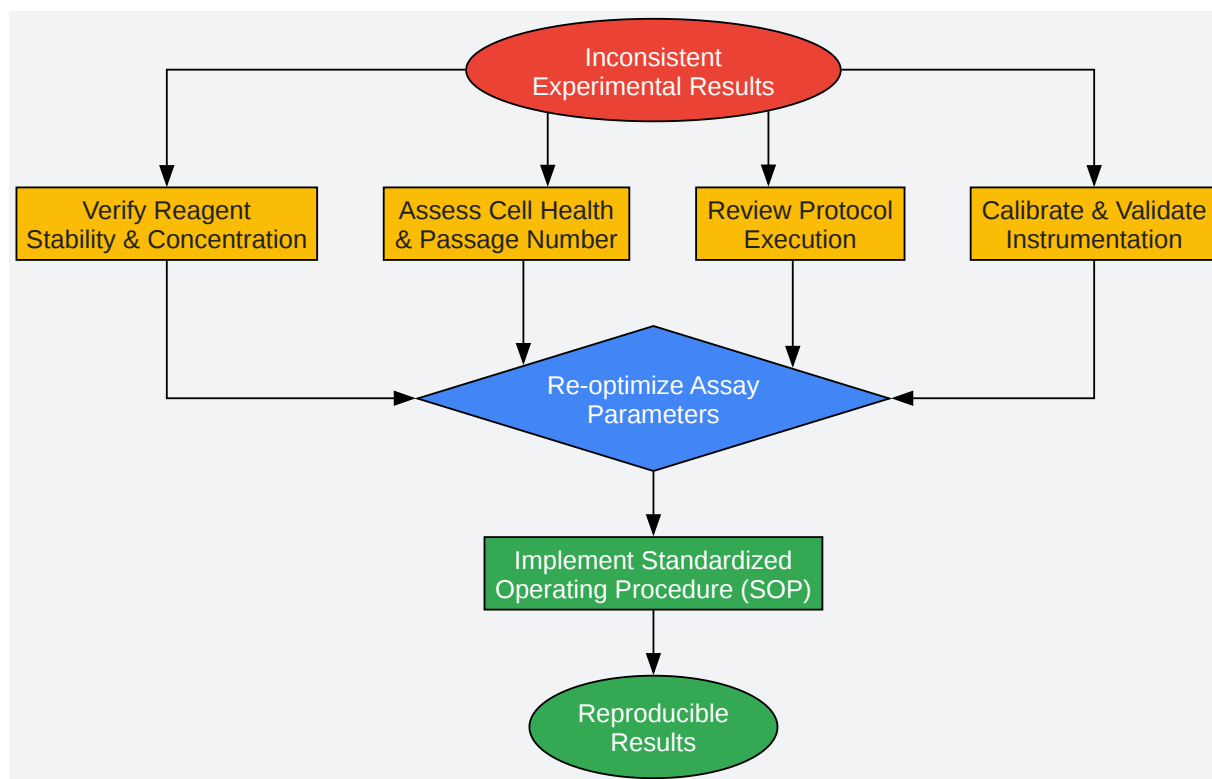 Inconsistent
Experimental Results
Verify Reagent
Stability & Concentration
Assess Cell Health
& Passage Number
Review Protocol
Execution
Calibrate & Validate
Instrumentation
Re-optimize Assay
Parameters
Implement Standardized
Operating Procedure (SOP)
Reproducible
Results